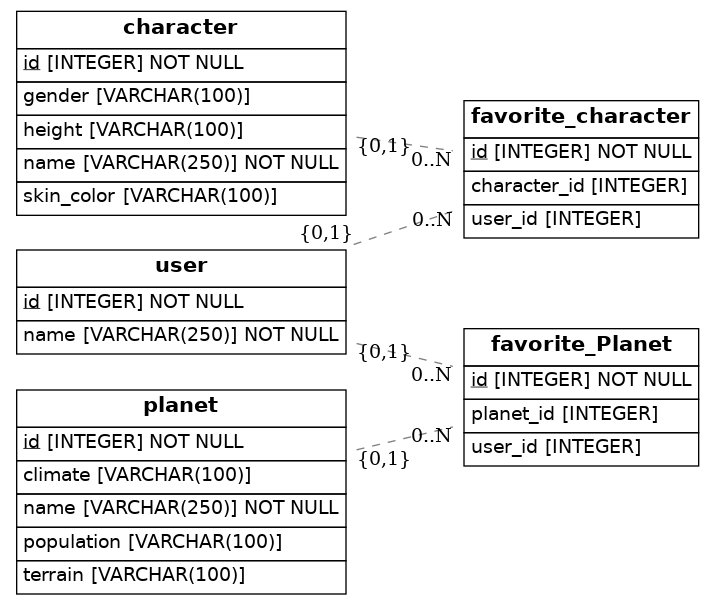 character
id [INTEGER] NOT NULL
gender [VARCHAR(100)]
height [VARCHAR(100)]
name [VARCHAR(250)] NOT NULL
skin_color [VARCHAR(100)]
{0,1}
0..N
favorite_character
id [INTEGER] NOT NULL
character_id [INTEGER]
user_id [INTEGER]
{0,1}
0..N
user
id [INTEGER] NOT NULL
name [VARCHAR(250)] NOT NULL
{0,1}
0..N
favorite_Planet
id [INTEGER] NOT NULL
planet_id [INTEGER]
user_id [INTEGER]
planet
id [INTEGER] NOT NULL
climate [VARCHAR(100)]
name [VARCHAR(250)] NOT NULL
population [VARCHAR(100)]
terrain [VARCHAR(100)]
0..N
{0,1}